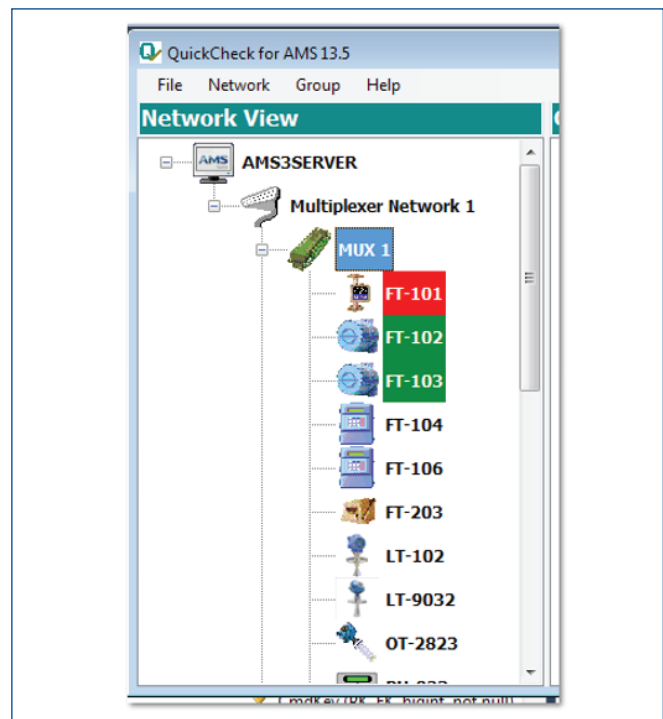 QuickCheck for AMS 13.5
File Network Group Help
Network View
AMS AMS3SERVER
Multiplexer Network 1
MUX 1
FT-101
FT-102
FT-103
FT-104
FT-106
FT-203
LT-102
LT-9032
OT-2823